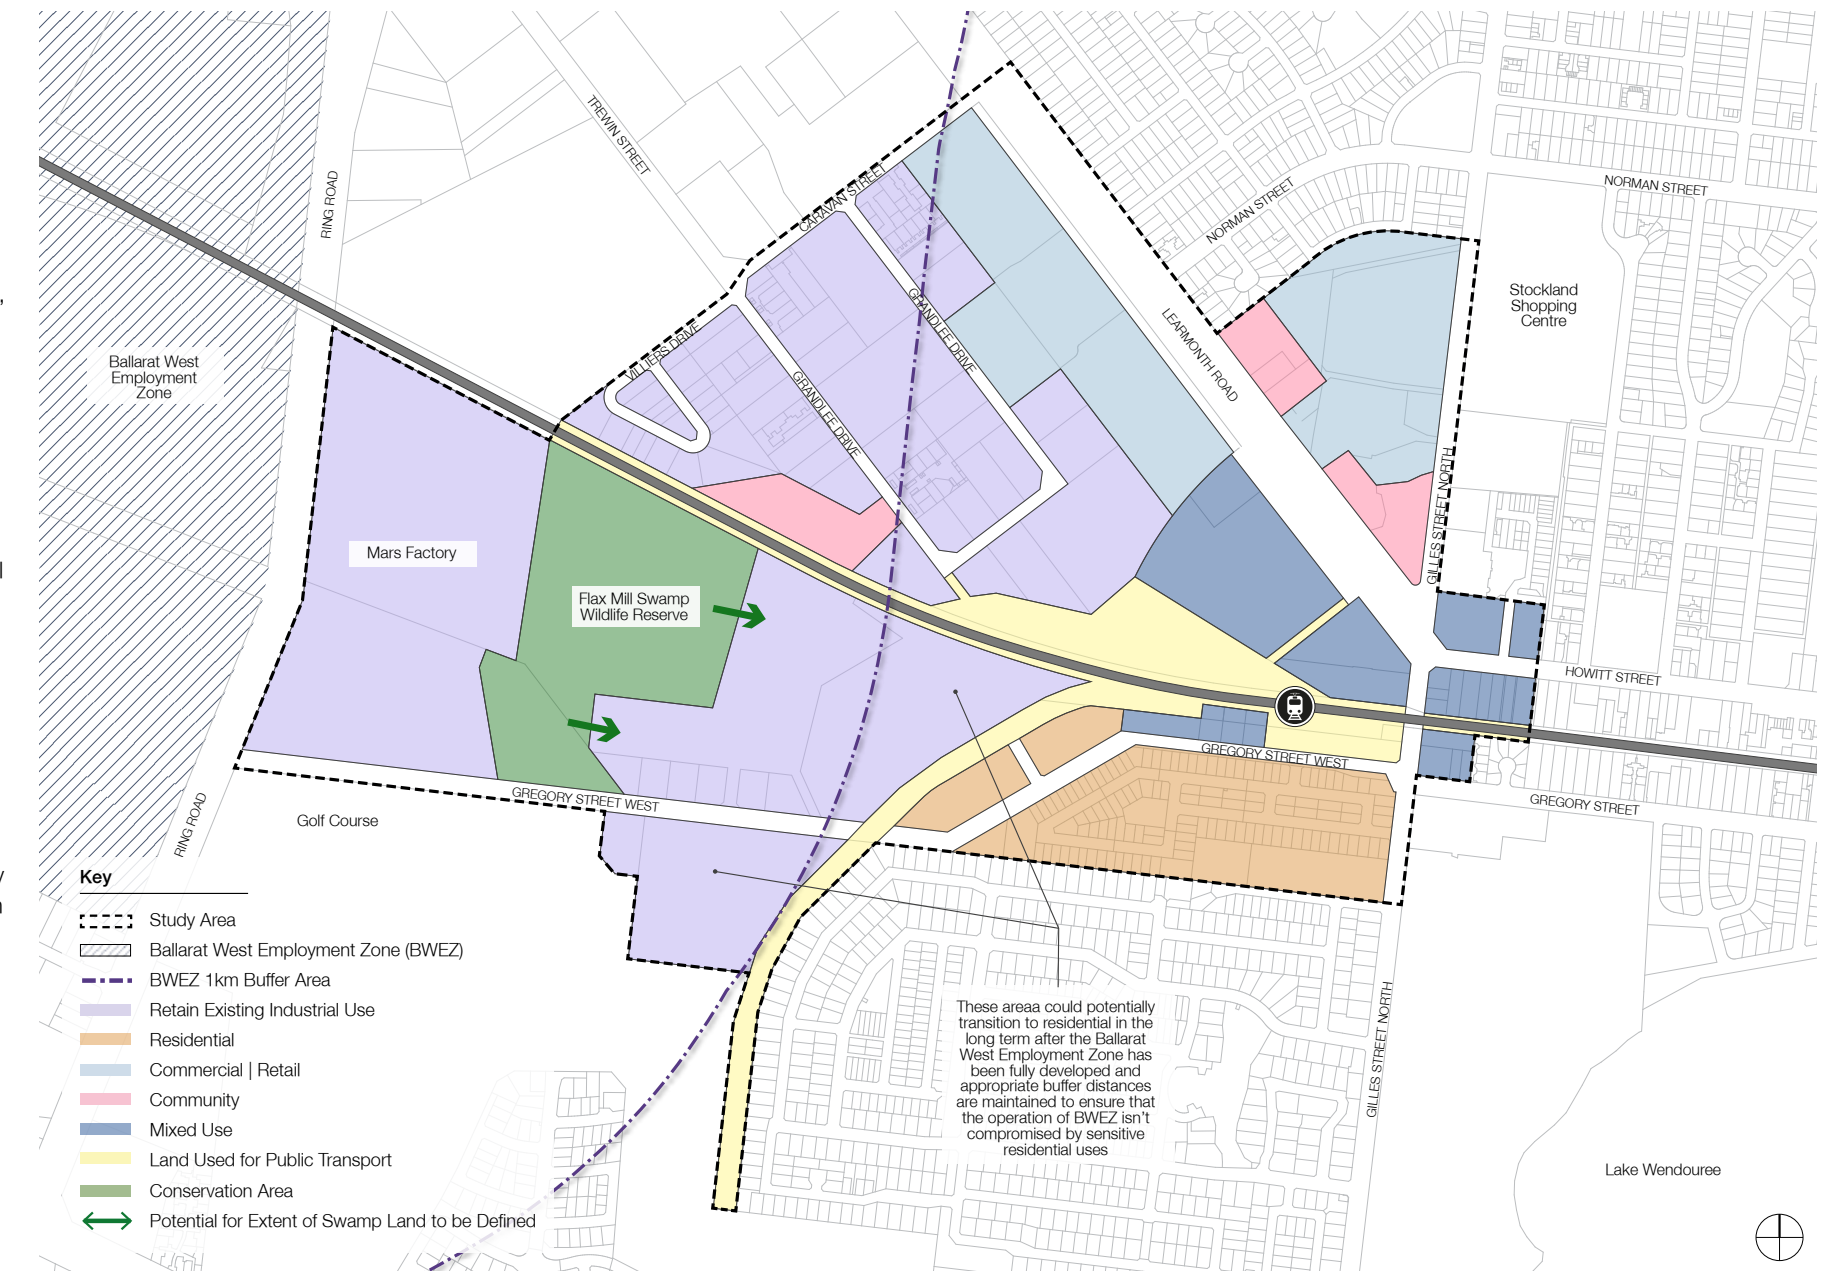 TREWIN STREET
RING ROAD
CARAVAN STREET
NORMAN STREET
NORMAN STREET
Stockland
Shopping
Centre
LEARMONTH ROAD
GRANDLEE DRIVE
VILLIERS DRIVE
GRANDLEE DRIVE
Ballarat West
Employment
Zone
Mars Factory
GILLES STREET NORTH
Flax Mill Swamp
Wildlife Reserve
HOWITT STREET
GREGORY STREET WEST
GREGORY STREET WEST
GREGORY STREET
RING ROAD
Golf Course
Key
Study Area
Ballarat West Employment Zone (BWEZ)
BWEZ 1km Buffer Area
Retain Existing Industrial Use
Residential
Commercial | Retail
Community
Mixed Use
Land Used for Public Transport
Conservation Area
Potential for Extent of Swamp Land to be Defined
These areaa could potentially
transition to residential in the
long term after the Ballarat
West Employment Zone has
been fully developed and
appropriate buffer distances
are maintained to ensure that
the operation of BWEZ isn't
compromised by sensitive
residential uses
GILLES STREET NORTH
Lake Wendouree